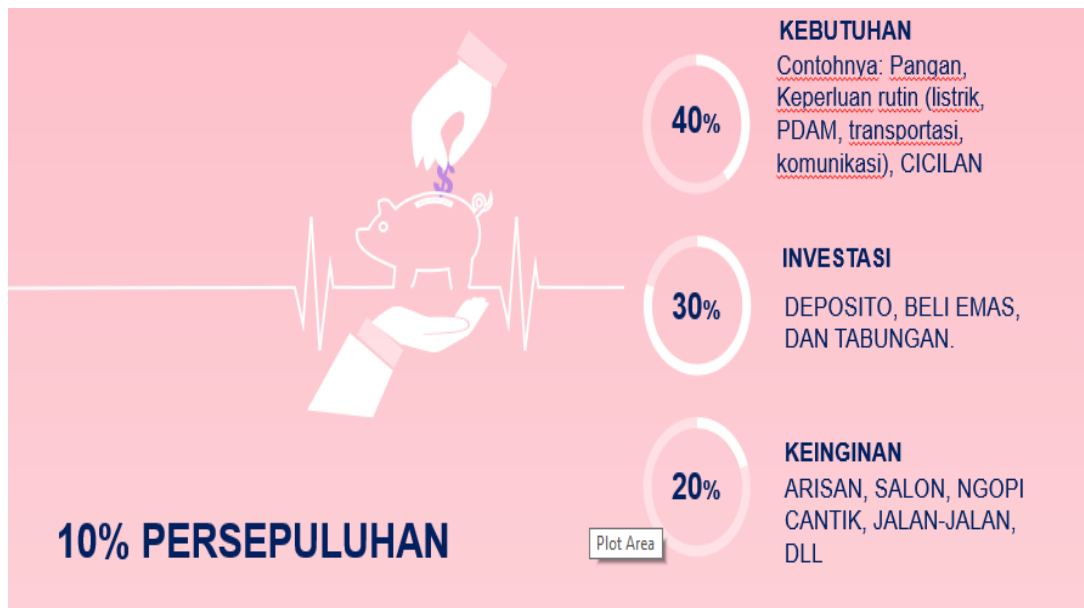 KEBUTUHAN
Contohnya: Pangan,
Keperluan rutin (listrik,
PDAM, transportasi,
komunikasi), CICILAN
40%
INVESTASI
30%
DEPOSITO, BELI EMAS,
DAN TABUNGAN.
KEINGINAN
20%
ARISAN, SALON, NGOPI
CANTIK, JALAN-JALAN,
DLL
10% PERSEPULUHAN
Plot Area
$